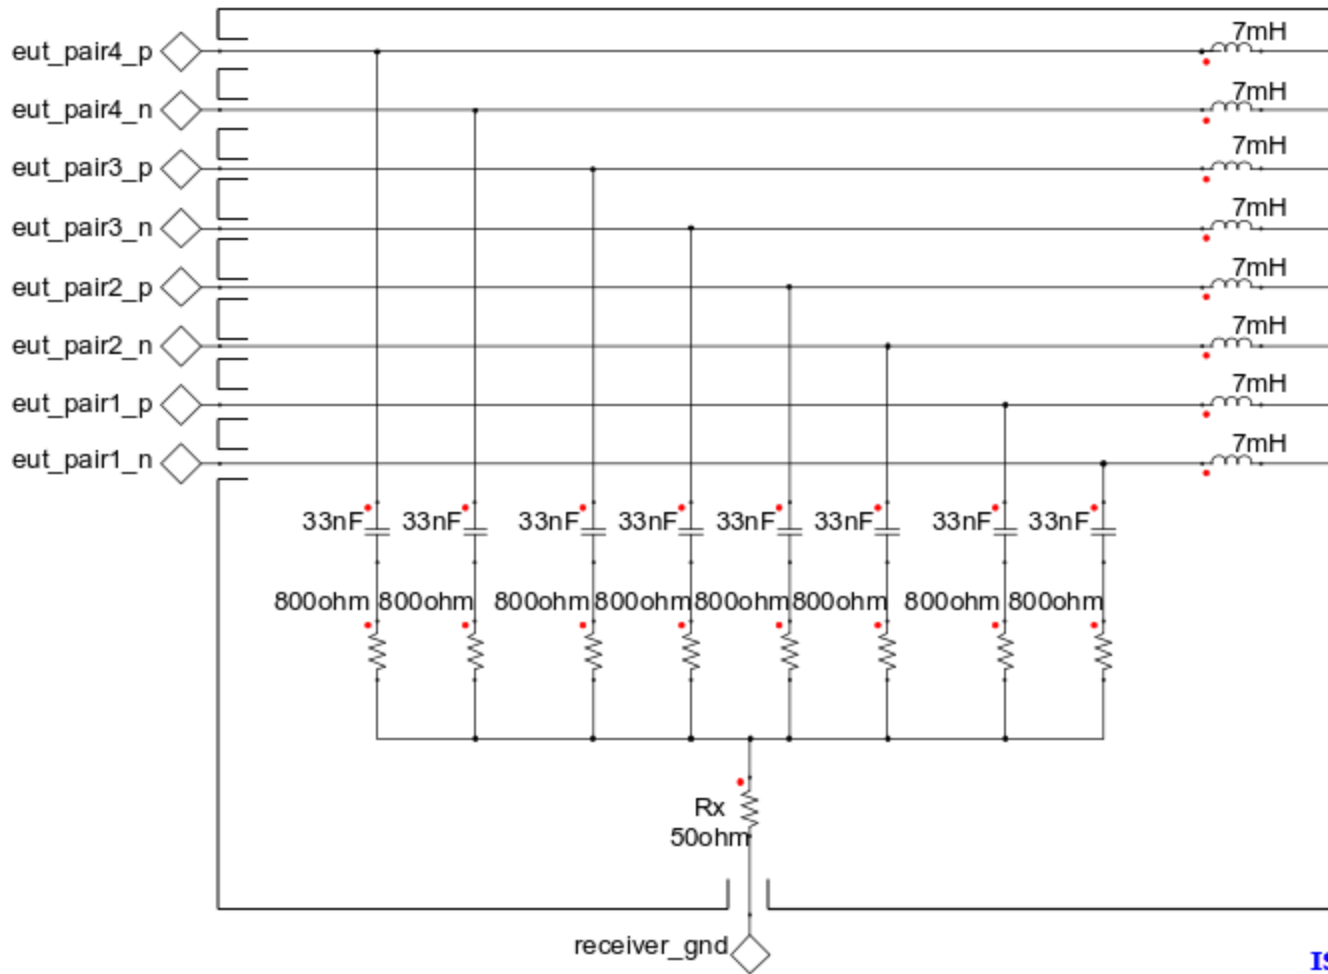 7mH
eut_pair4_p
7mH
eut_pair4_n
7mH
eut_pair3_p
7mH
eut_pair3_n
7mH
eut_pair2_p
7mH
eut_pair2_n
7mH
eut_pair1_p
7mH
eut_pair1_n
33nF 33nF 33nF 33nF 33nF 33nF 33nF 33nF
800ohm 800ohm 800ohm 800ohm 800ohm 800ohm 800ohm 800ohm
Rx
50ohm
receiver_gnd
IS